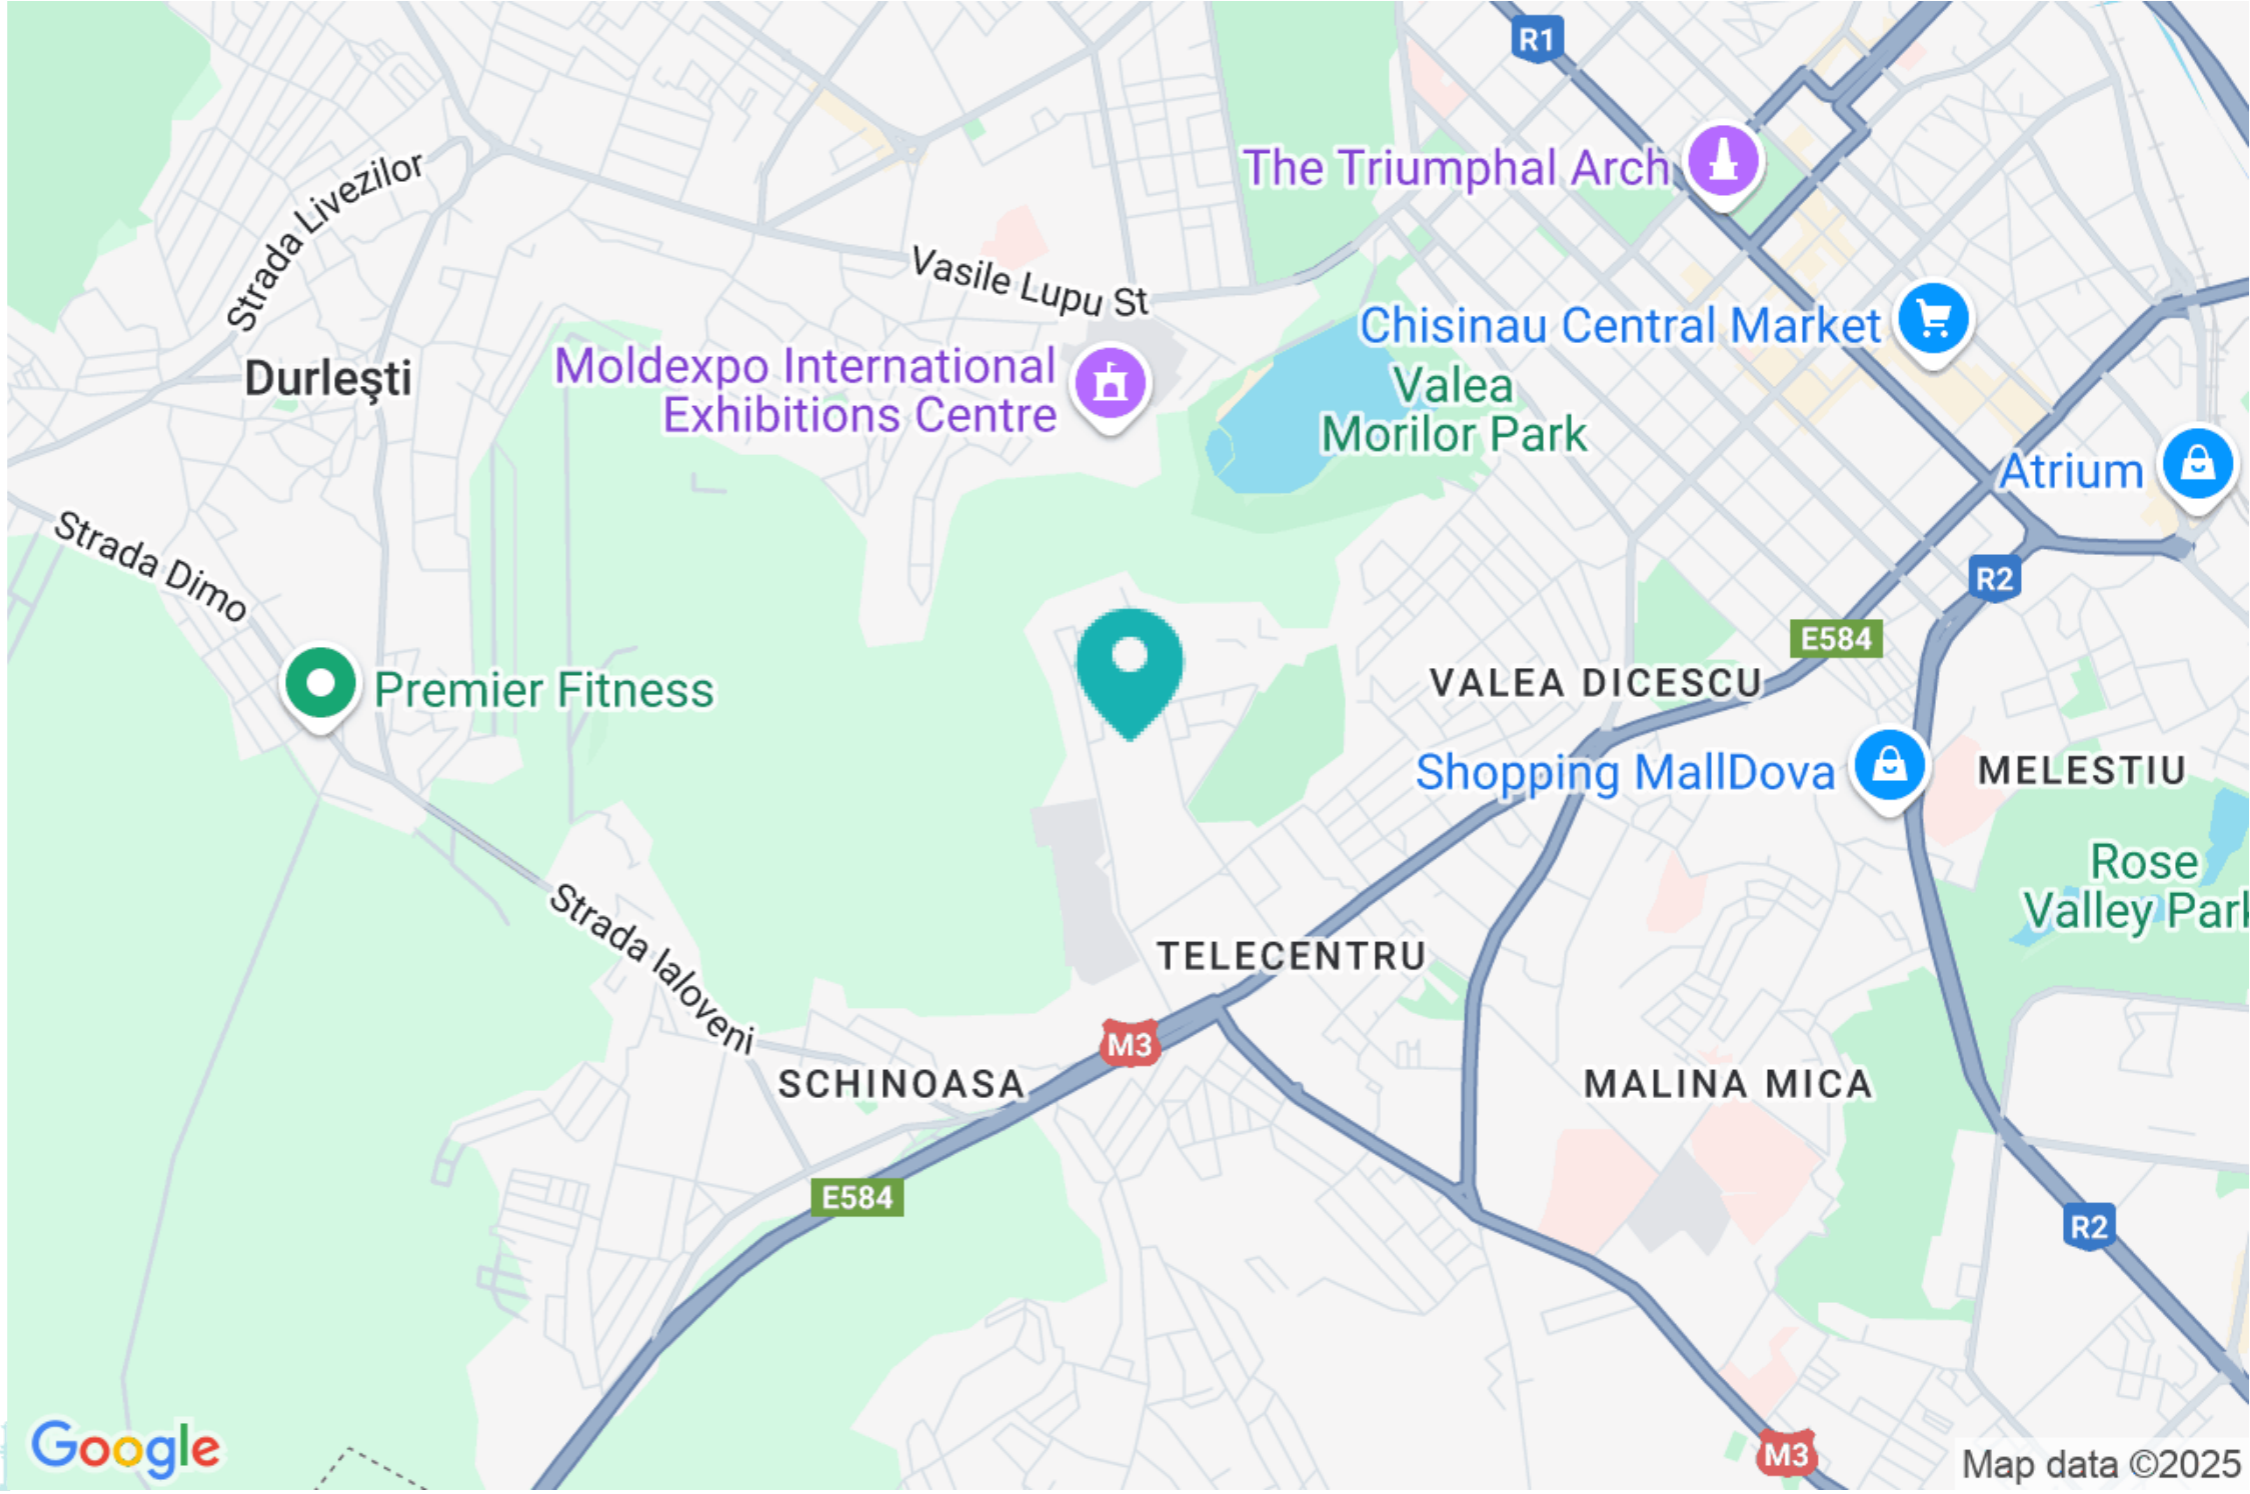 R1
The Triumphal Arch
Strada Livezilor
Vasile Lupu St
Chisinau Central Market
Durleşti
Moldexpo International
Exhibitions Centre
Valea
Morilor Park
Atrium
Strada Dimo
R2
E584
Premier Fitness
VALEA DICESCU
Shopping MallDova
MELESTIU
Rose
Valley Park
Strada Ialoveni
TELECENTRU
M3
SCHINOASA
MALINA MICA
E584
R2
Google
M3
Map data ©2025